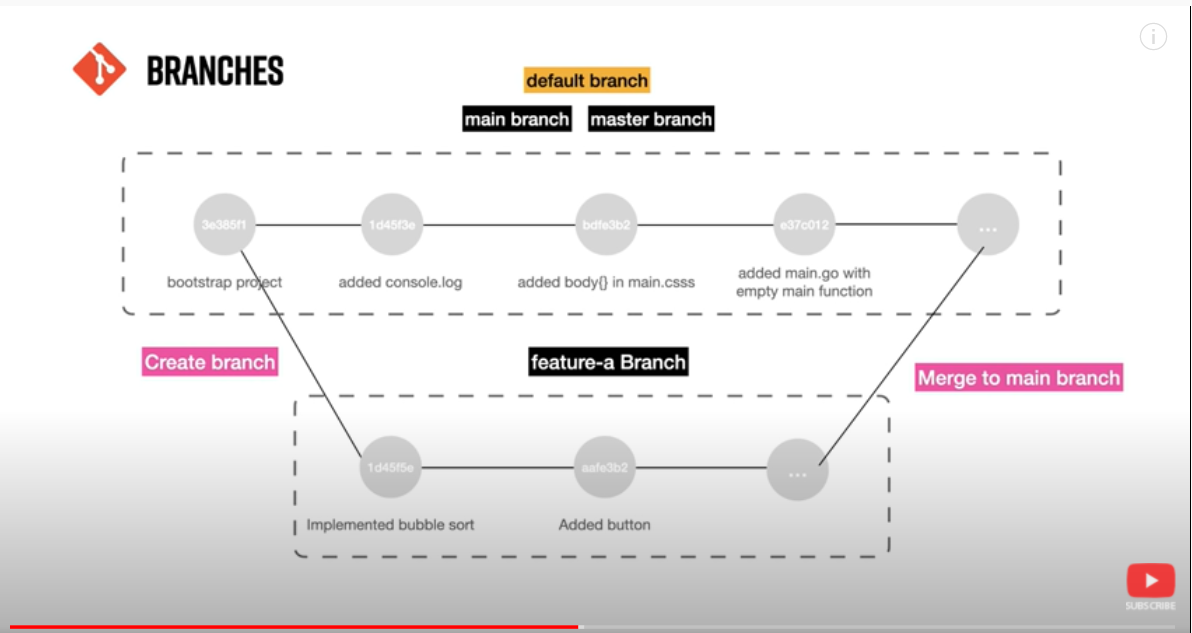 BRANCHES
default branch
main branch master branch
3e385f1 1d45f3e bdfe3b2 e37c012 ...
bootstrap project
added console.log
added body{} in main.csss
added main.go with
empty main function
Create branch
feature-a Branch
Merge to main branch
1d45f5e aafe3b2 ...
Implemented bubble sort
Added button
SUBSCRIBE